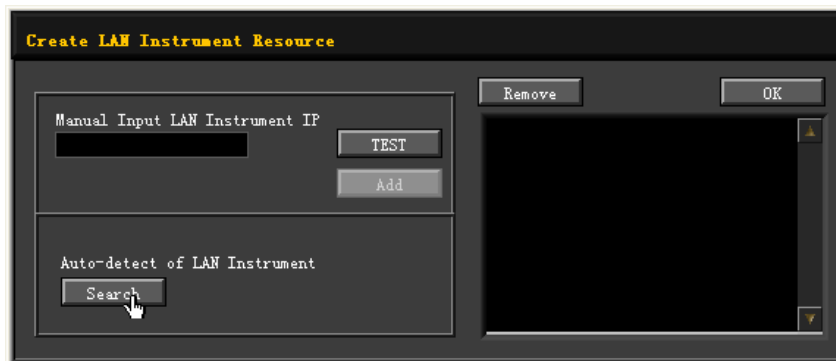 Create LAN Instrument Resource
Remove
OK
Manual Input LAN Instrument IP
TEST
Add
Auto-detect of LAN Instrument
Search